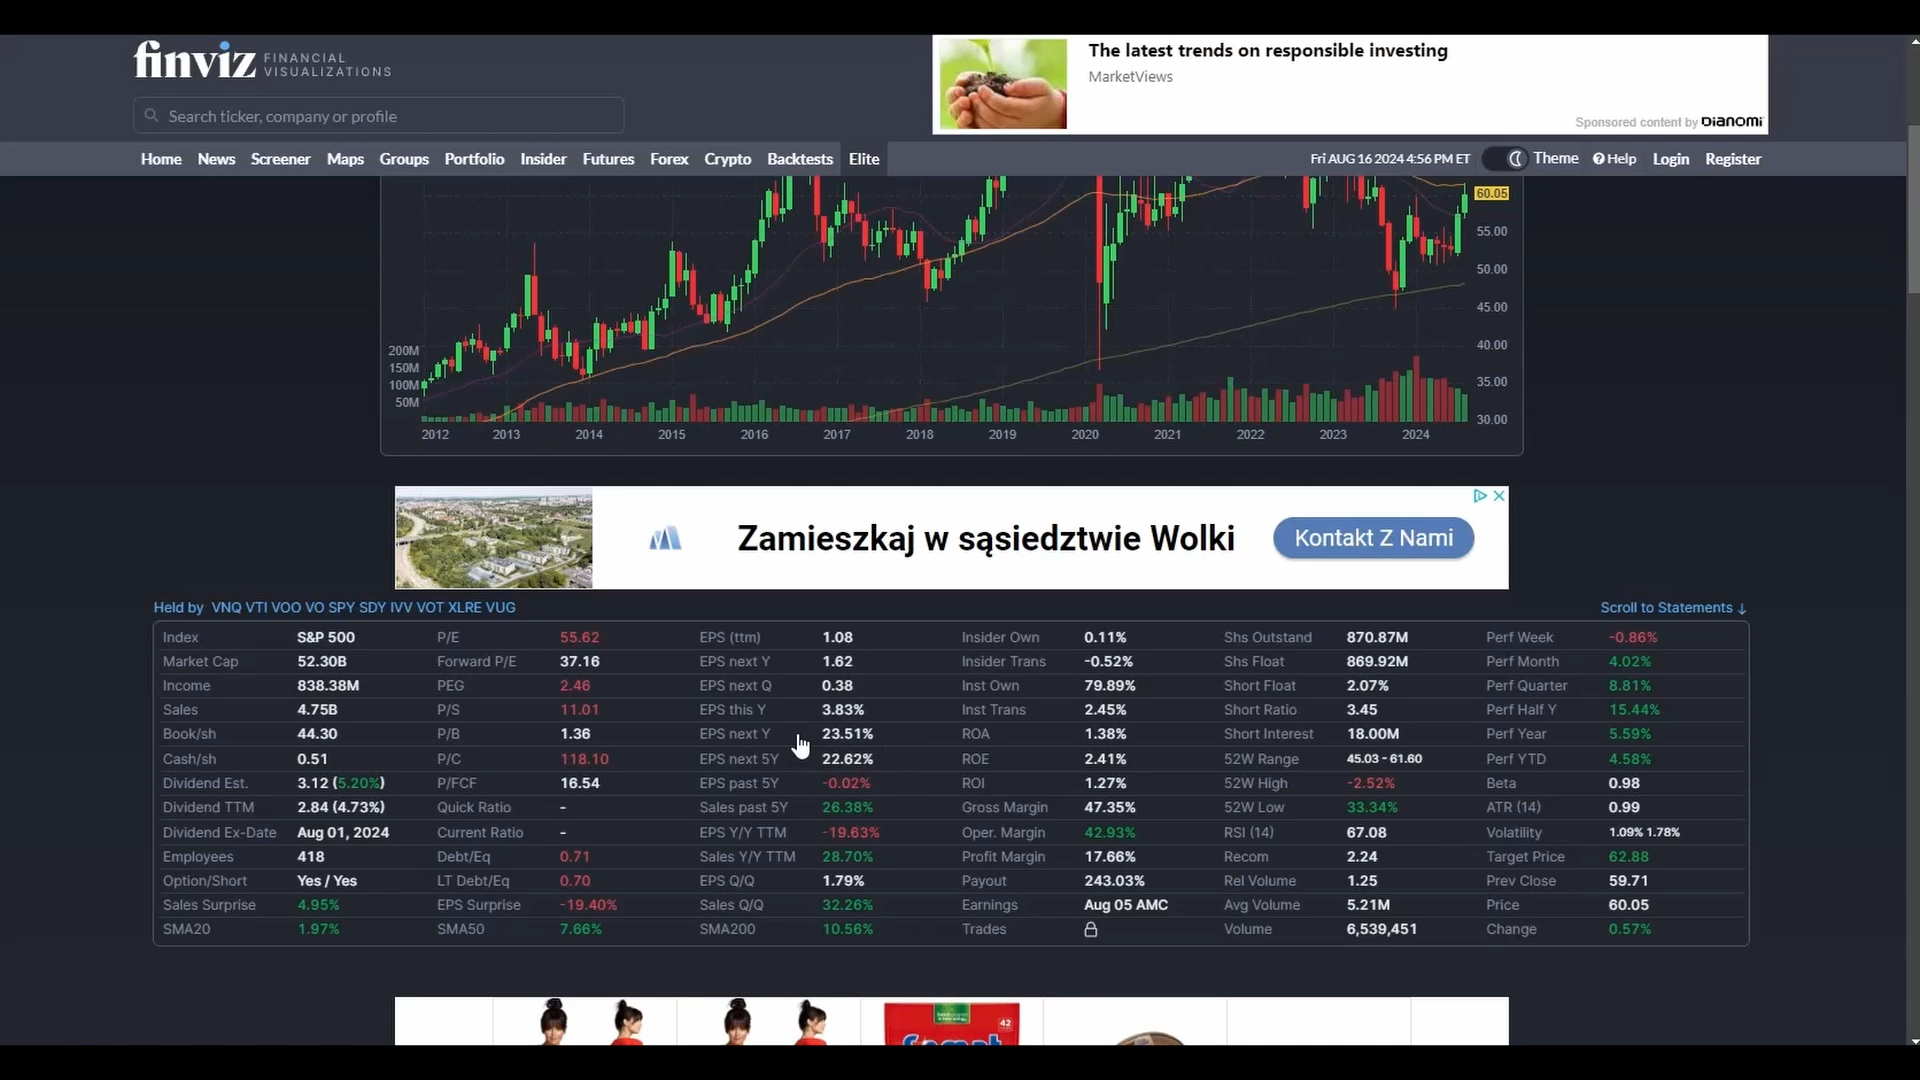 finviz FINANCIAL VISUALIZATIONS
The latest trends on responsible investing
MarketViews
Sponsored content by DIANOMI
Search ticker, company or profile
Home News Screener Maps Groups Portfolio Insider Futures Forex Crypto Backtests Elite Fri AUG 16 2024 4:56 PM ET Theme Help Login Register
60.05
55.00
50.00
45.00
40.00
35.00
30.00
200M
150M
100M
50M
2012 2013 2014 2015 2016 2017 2018 2019 2020 2021 2022 2023 2024
Zamieszkaj w sąsiedztwie Wolki
Kontakt Z Nami
Held by VNQ VTI VOO VO SPY SDY IVV VOT XLRE VUG Scroll to Statements ↓
Index S&P 500 P/E 55.62 EPS (ttm) 1.08 Insider Own 0.11% Shs Outstand 870.87M Perf Week -0.86%
Market Cap 52.30B Forward P/E 37.16 EPS next Y 1.62 Insider Trans -0.52% Shs Float 869.92M Perf Month 4.02%
Income 838.38M PEG 2.46 EPS next Q 0.38 Inst Own 79.89% Short Float 2.07% Perf Quarter 8.81%
Sales 4.75B P/S 11.01 EPS this Y 3.83% Inst Trans 2.45% Short Ratio 3.45 Perf Half Y 15.44%
Book/sh 44.30 P/B 1.36 EPS next Y 23.51% ROA 1.38% Short Interest 18.00M Perf Year 5.59%
Cash/sh 0.51 P/C 118.10 EPS next 5Y 22.62% ROE 2.41% 52W Range 45.03 - 61.60 Perf YTD 4.58%
Dividend Est. 3.12 (5.20%) P/FCF 16.54 EPS past 5Y -0.02% ROI 1.27% 52W High -2.52% Beta 0.98
Dividend TTM 2.84 (4.73%) Quick Ratio - Sales past 5Y 26.38% Gross Margin 47.35% 52W Low 33.34% ATR (14) 0.99
Dividend Ex-Date Aug 01, 2024 Current Ratio - EPS Y/Y TTM -19.63% Oper. Margin 42.93% RSI (14) 67.08 Volatility 1.09% 1.78%
Employees 418 Debt/Eq 0.71 Sales Y/Y TTM 28.70% Profit Margin 17.66% Recom 2.24 Target Price 62.88
Option/Short Yes / Yes LT Debt/Eq 0.70 EPS Q/Q 1.79% Payout 243.03% Rel Volume 1.25 Prev Close 59.71
Sales Surprise 4.95% EPS Surprise -19.40% Sales Q/Q 32.26% Earnings Aug 05 AMC Avg Volume 5.21M Price 60.05
SMA20 1.97% SMA50 7.66% SMA200 10.56% Trades Volume 6,539,451 Change 0.57%
42